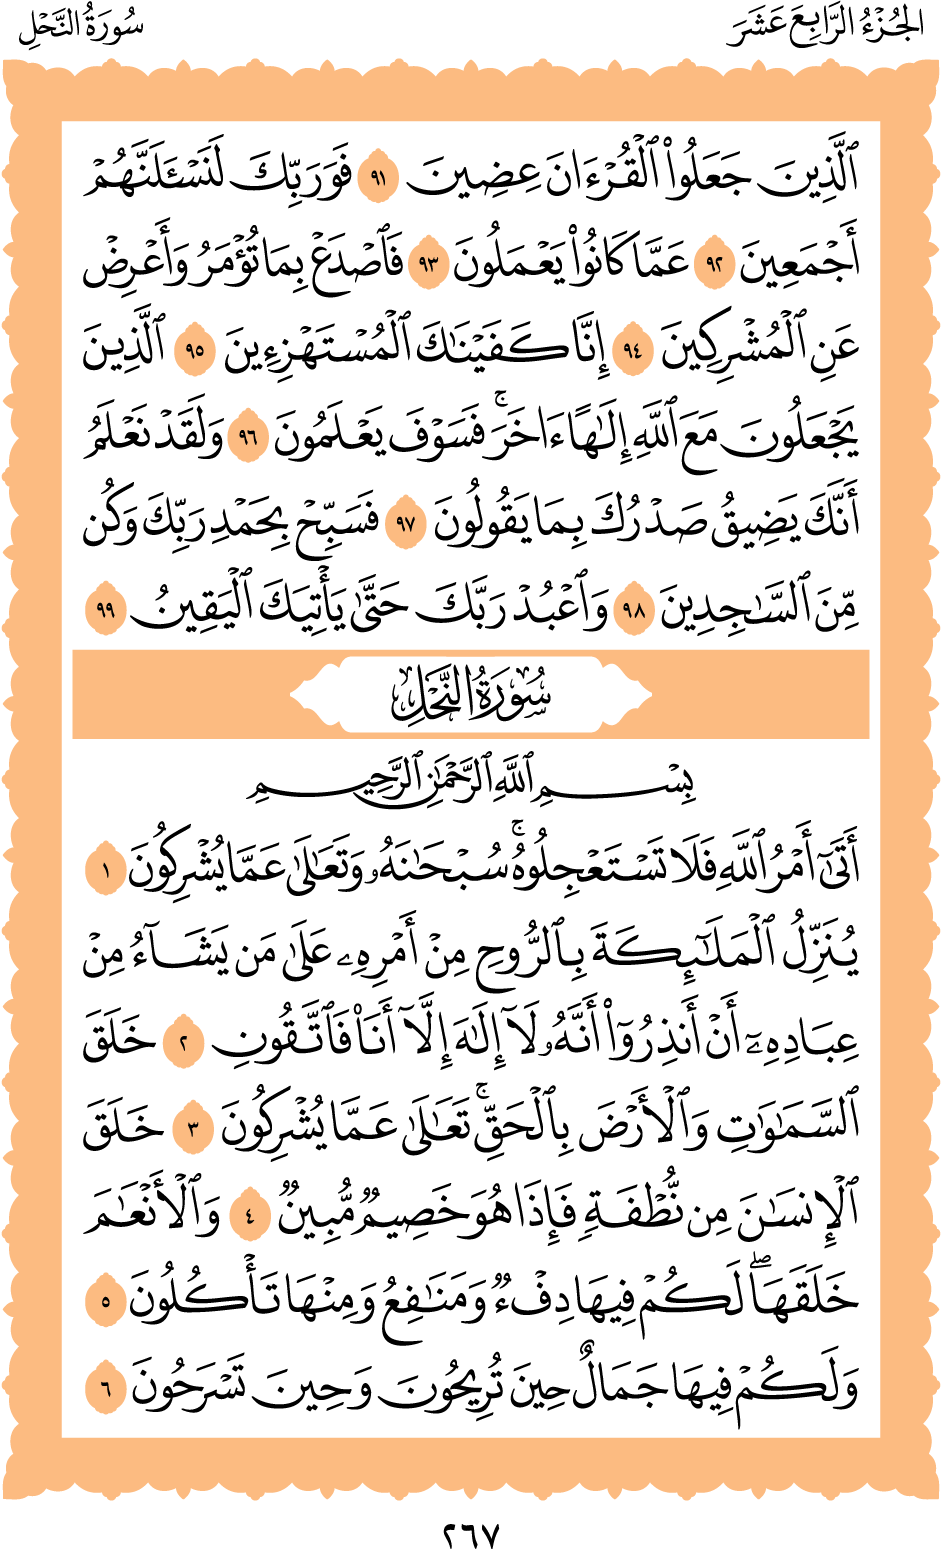 الجُزْءُ الرَّابِعَ عَشَرَ
سُورَةُ النَّحْلِ
ٱلَّذِينَ جَعَلُوا۟ ٱلْقُرْءَانَ عِضِينَ ٩١ فَوَرَبِّكَ لَنَسْـَٔلَنَّهُمْ
أَجْمَعِينَ ٩٢ عَمَّا كَانُوا۟ يَعْمَلُونَ ٩٣ فَٱصْدَعْ بِمَا تُؤْمَرُ وَأَعْرِضْ
عَنِ ٱلْمُشْرِكِينَ ٩٤ إِنَّا كَفَيْنَـٰكَ ٱلْمُسْتَهْزِءِينَ ٩٥ ٱلَّذِينَ
يَجْعَلُونَ مَعَ ٱللَّهِ إِلَـٰهًا ءَاخَرَ ۚ فَسَوْفَ يَعْلَمُونَ ٩٦ وَلَقَدْ نَعْلَمُ
أَنَّكَ يَضِيقُ صَدْرُكَ بِمَا يَقُولُونَ ٩٧ فَسَبِّحْ بِحَمْدِ رَبِّكَ وَكُن
مِّنَ ٱلسَّـٰجِدِينَ ٩٨ وَٱعْبُدْ رَبَّكَ حَتَّىٰ يَأْتِيَكَ ٱلْيَقِينُ ٩٩
سُورَةُ النَّحْلِ
بِسْمِ ٱللَّهِ ٱلرَّحْمَـٰنِ ٱلرَّحِيمِ
أَتَىٰٓ أَمْرُ ٱللَّهِ فَلَا تَسْتَعْجِلُوهُ ۚ سُبْحَـٰنَهُۥ وَتَعَـٰلَىٰ عَمَّا يُشْرِكُونَ ١
يُنَزِّلُ ٱلْمَلَـٰٓئِكَةَ بِٱلرُّوحِ مِنْ أَمْرِهِۦ عَلَىٰ مَن يَشَآءُ مِنْ
عِبَادِهِۦٓ أَنْ أَنذِرُوٓا۟ أَنَّهُۥ لَآ إِلَـٰهَ إِلَّآ أَنَا۠ فَٱتَّقُونِ ٢ خَلَقَ
ٱلسَّمَـٰوَٰتِ وَٱلْأَرْضَ بِٱلْحَقِّ ۚ تَعَـٰلَىٰ عَمَّا يُشْرِكُونَ ٣ خَلَقَ
ٱلْإِنسَـٰنَ مِن نُّطْفَةٍ فَإِذَا هُوَ خَصِيمٌ مُّبِينٌ ٤ وَٱلْأَنْعَـٰمَ
خَلَقَهَا ۗ لَكُمْ فِيهَا دِفْءٌ وَمَنَـٰفِعُ وَمِنْهَا تَأْكُلُونَ ٥
وَلَكُمْ فِيهَا جَمَالٌ حِينَ تُرِيحُونَ وَحِينَ تَسْرَحُونَ ٦
٢٦٧